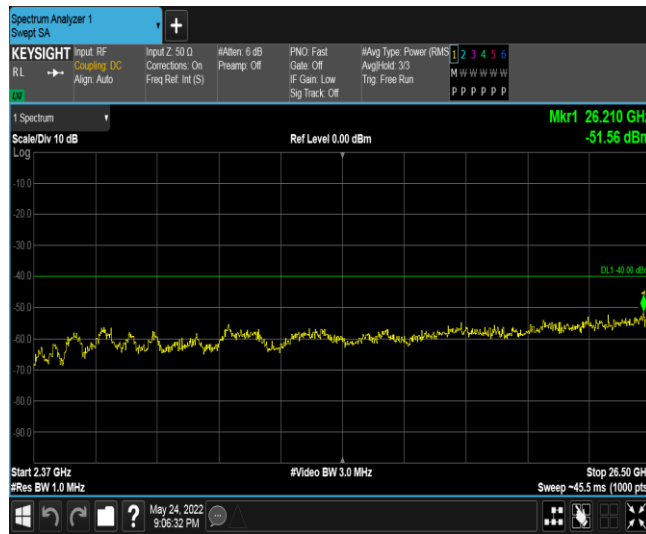 Spectrum Analyzer 1
Swept SA
+
KEYSIGHT Input: RF Input Z: 50 Ω #Atten: 6 dB PNO: Fast #Avg Type: Power (RMS 1 2 3 4 5 6
RL Coupling: DC Corrections: On Preamp: Off Gate: Off Avg|Hold: 3/3 M W W W W W
Align: Auto Freq Ref: Int (S) IF Gain: Low Trig: Free Run
Sig Track: Off P P P P P P
1 Spectrum Mkr1 26.210 GHz
Scale/Div 10 dB Ref Level 0.00 dBm -51.56 dBm
Log
-10.0
-20.0
-30.0
-40.0 DL1 -40.00 dBm
-50.0
-60.0
-70.0
-80.0
-90.0
Start 2.37 GHz #Video BW 3.0 MHz Stop 26.50 GH
#Res BW 1.0 MHz Sweep ~45.5 ms (1000 pts
? May 24, 2022
9:06:32 PM